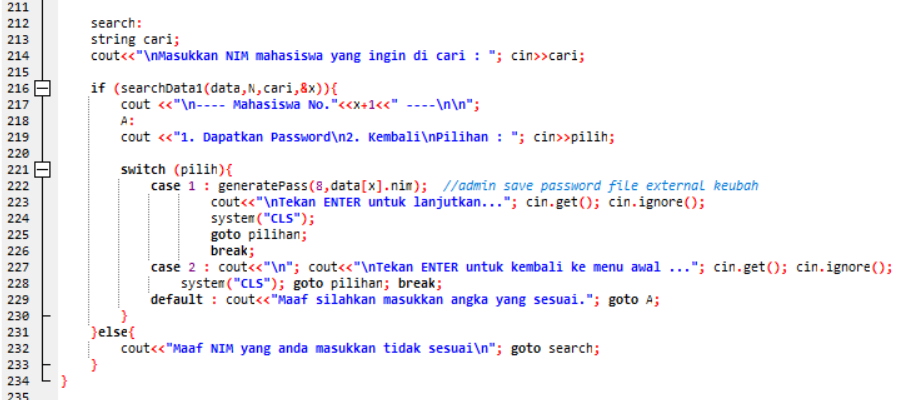 211
212 search:
213 string cari;
214 cout<<"\nMasukkan NIM mahasiswa yang ingin di cari : "; cin>>cari;
215
216 if (searchData1(data,N,cari,&x)){
217 cout <<"\n---- Mahasiswa No."<<x+1<<" ----\n\n";
218 A:
219 cout <<"1. Dapatkan Password\n2. Kembali\nPilihan : "; cin>>pilih;
220
221 switch (pilih){
222 case 1 : generatePass(8,data[x].nim); //admin save password file external keubah
223 cout<<"\nTekan ENTER untuk lanjutkan..."; cin.get(); cin.ignore();
224 system("CLS");
225 goto pilihan;
226 break;
227 case 2 : cout<<"\n"; cout<<"\nTekan ENTER untuk kembali ke menu awal ..."; cin.get(); cin.ignore();
228 system("CLS"); goto pilihan; break;
229 default : cout<<"Maaf silahkan masukkan angka yang sesuai."; goto A;
230 }
231 }else{
232 cout<<"Maaf NIM yang anda masukkan tidak sesuai\n"; goto search;
233 }
234 }
235